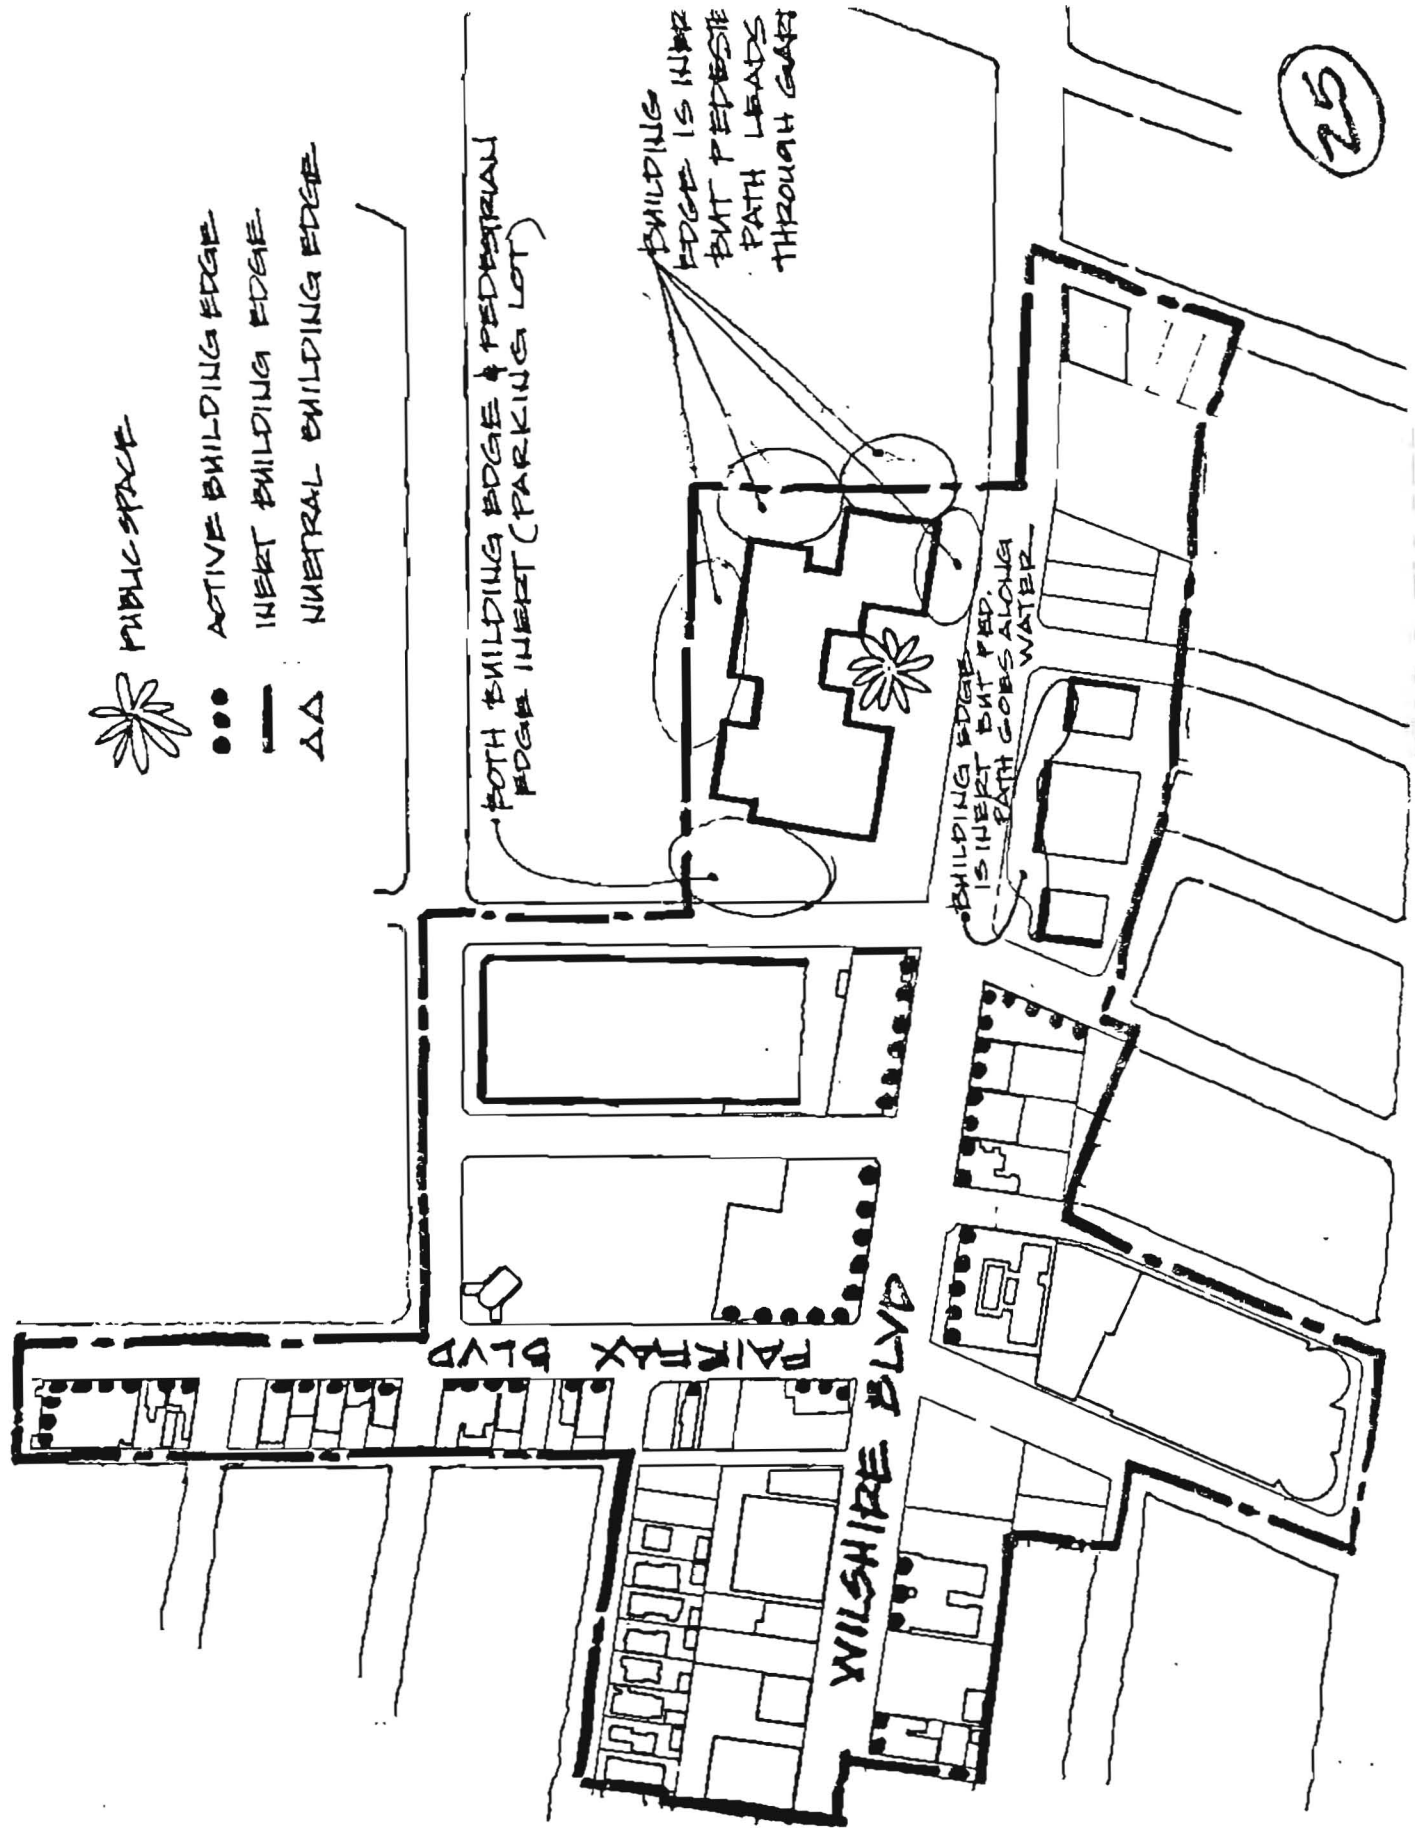 PUBLIC SPACE
ACTIVE BUILDING EDGE
INERT BUILDING EDGE
NUETRAL BUILDING EDGE
BOTH BUILDING EDGE & PEDESTRIAN
EDGE INERT (PARKING LOT)
BUILDING
EDGE IS INER
BUT PEDESTR
PATH LEADS
THROUGH GAR
BUILDING EDGE
IS INERT BUT PED.
PATH GOES ALONG
WATER
FAIRFAX BLVD
WILSHIRE BLVD
25